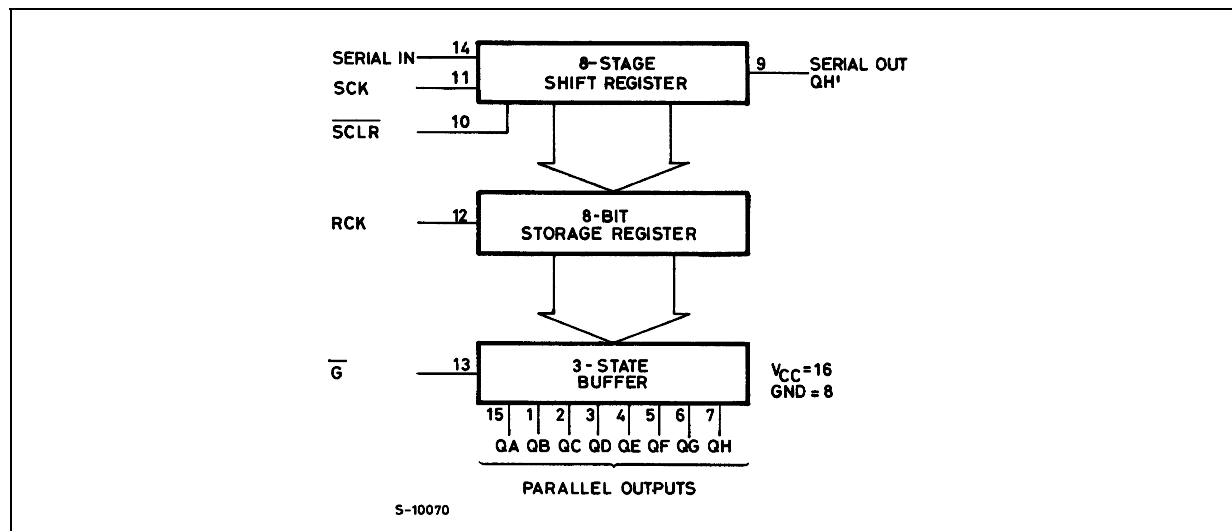 SERIAL IN 14
8-STAGE
SHIFT REGISTER
9 SERIAL OUT
QH'
SCK 11
SCLR 10
RCK 12
8-BIT
STORAGE REGISTER
G 13
3-STATE
BUFFER
VCC=16
GND=8
15 1 2 3 4 5 6 7
QA QB QC QD QE QF QG QH
PARALLEL OUTPUTS
S-10070